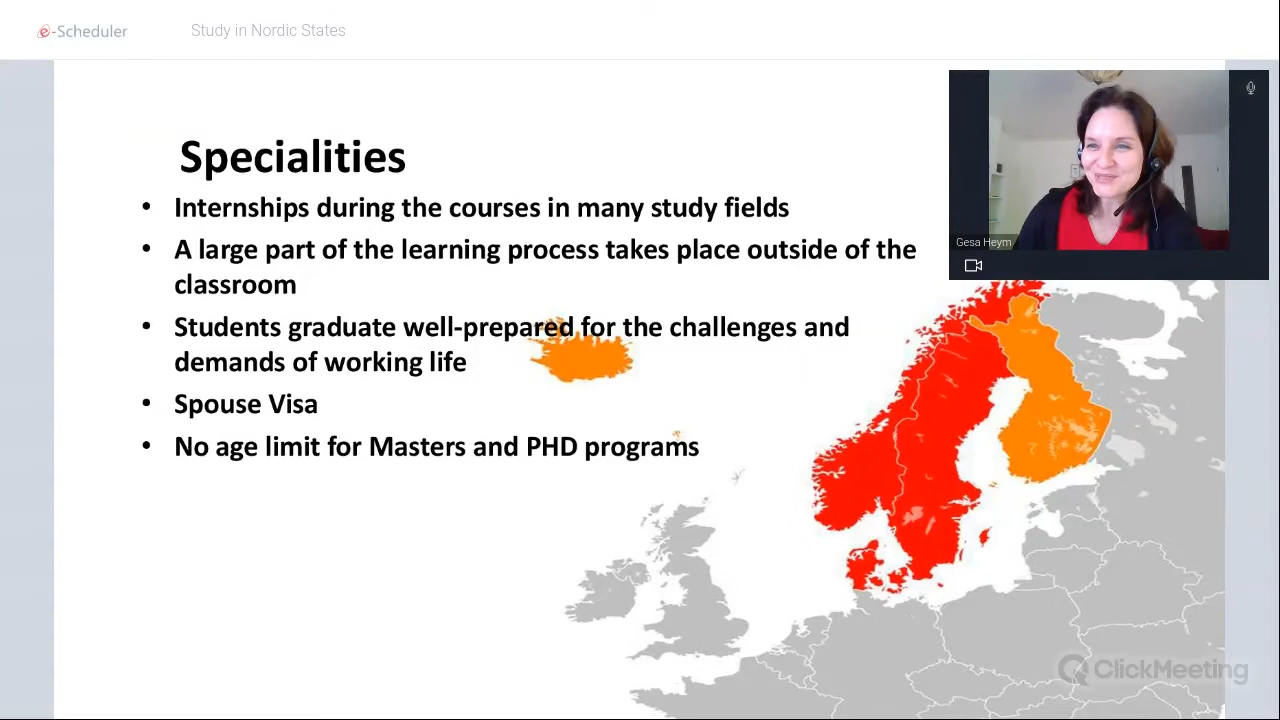 e-Scheduler
Study in Nordic States
Specialities
• Internships during the courses in many study fields
• A large part of the learning process takes place outside of the
classroom
• Students graduate well-prepared for the challenges and
demands of working life
• Spouse Visa
• No age limit for Masters and PHD programs
Gesa Heym
ClickMeeting